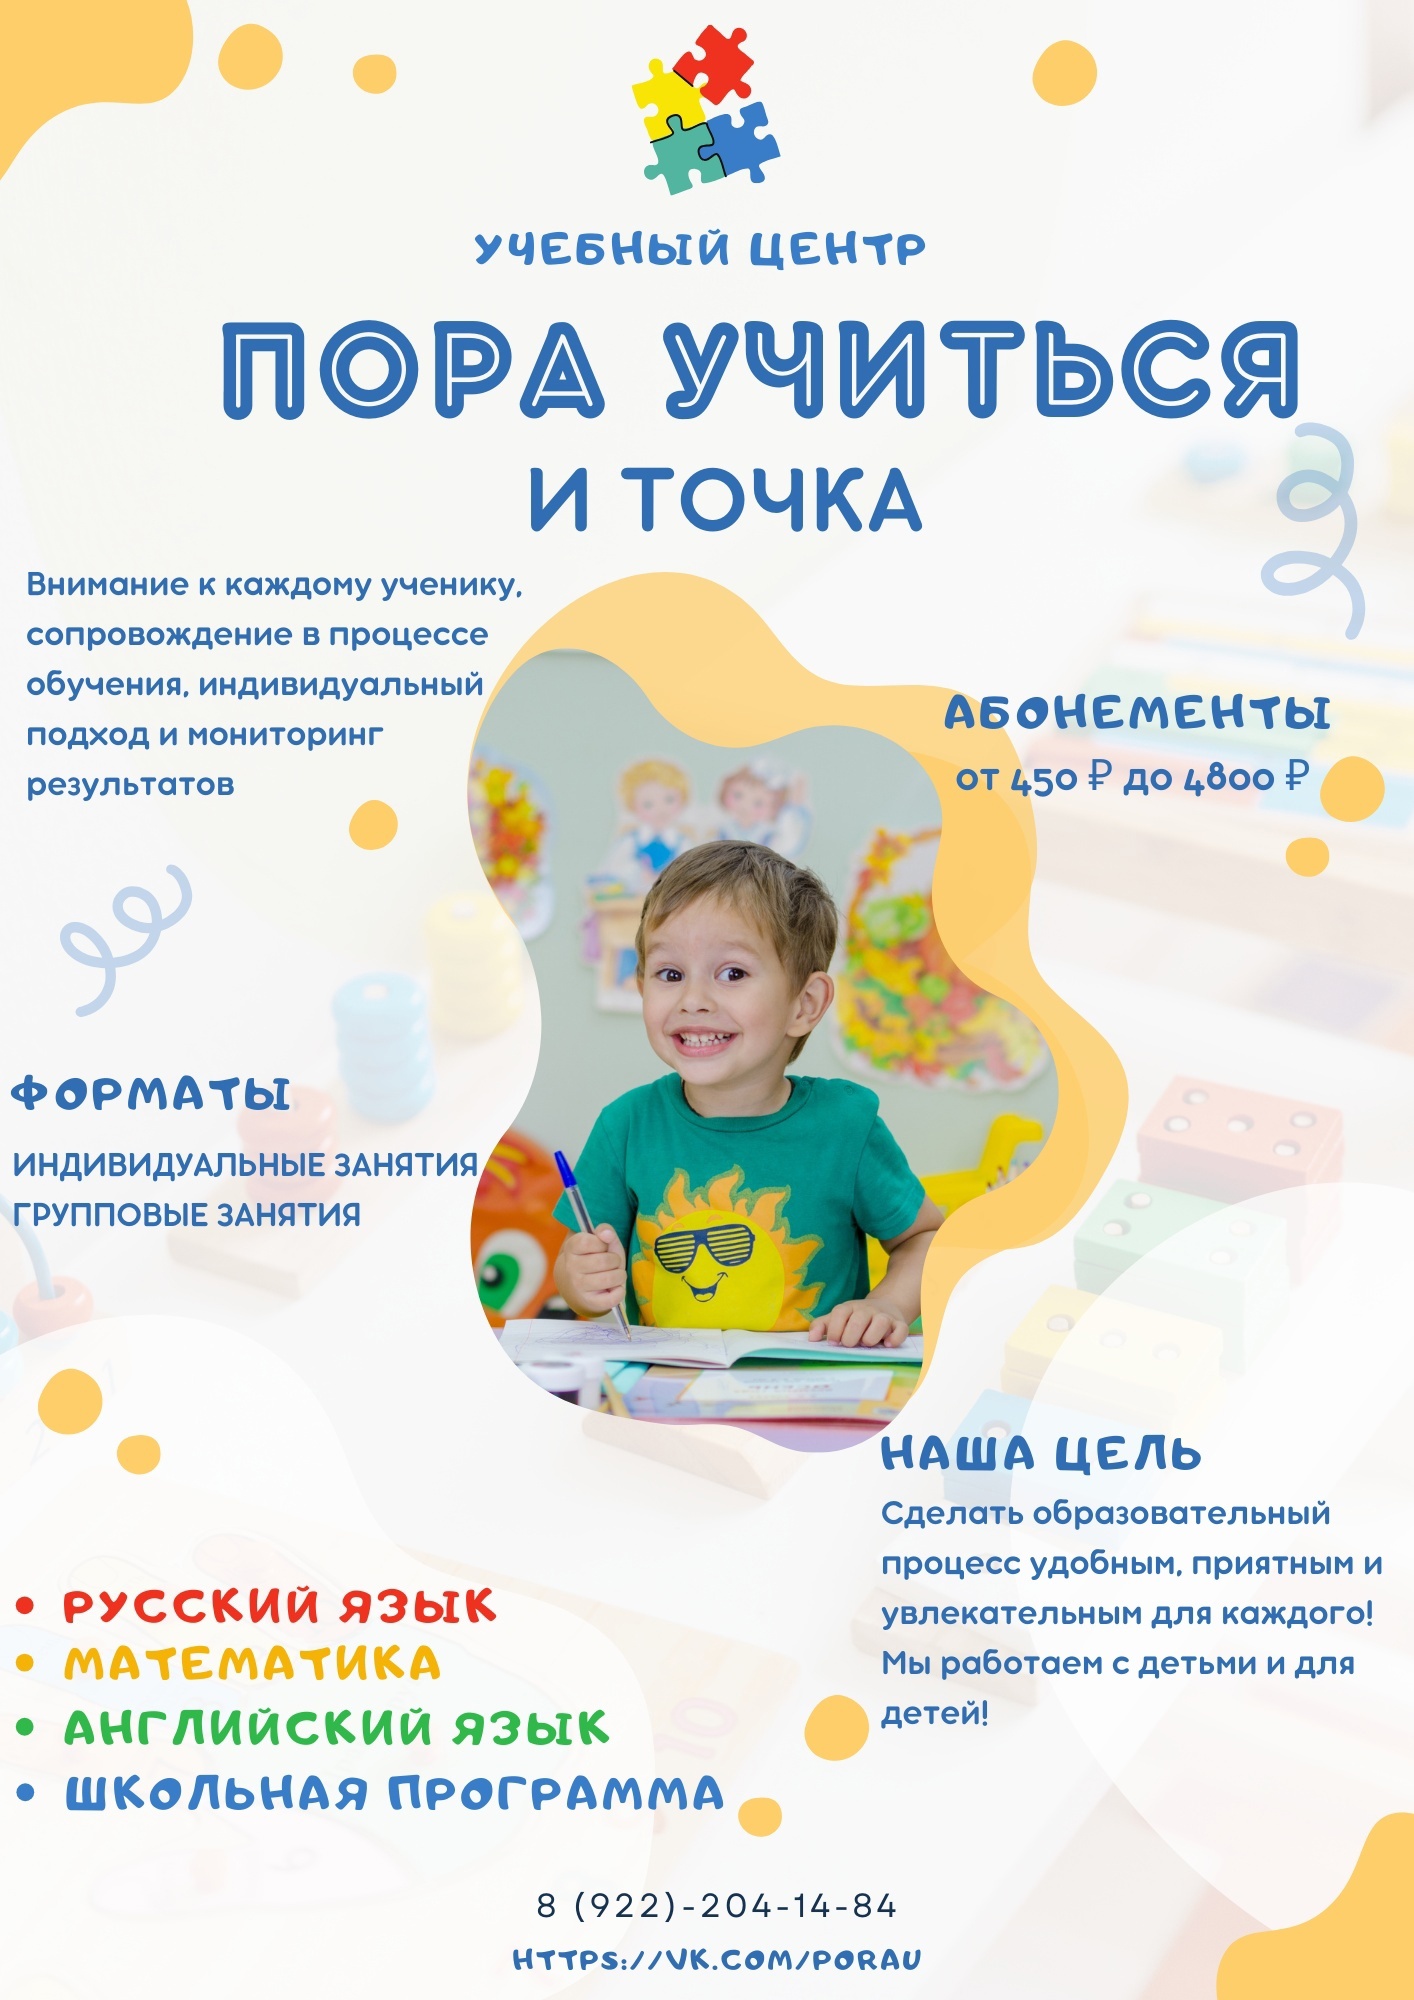 УЧЕБНЫЙ ЦЕНТР
ПОРА УЧИТЬСЯ
И ТОЧКА
Внимание к каждому ученику,
сопровождение в процессе
обучения, индивидуальный
подход и мониторинг
результатов
АБОНЕМЕНТЫ
от 450 ₽ до 4800 ₽
ФОРМАТЫ
ИНДИВИДУАЛЬНЫЕ ЗАНЯТИЯ
ГРУППОВЫЕ ЗАНЯТИЯ
НАША ЦЕЛЬ
Сделать образовательный
процесс удобным, приятным и
увлекательным для каждого!
Мы работаем с детьми и для
детей!
• РУССКИЙ ЯЗЫК
• МАТЕМАТИКА
• АНГЛИЙСКИЙ ЯЗЫК
• ШКОЛЬНАЯ ПРОГРАММА
10
8 (922)-204-14-84
HTTPS://VK.COM/PORAU